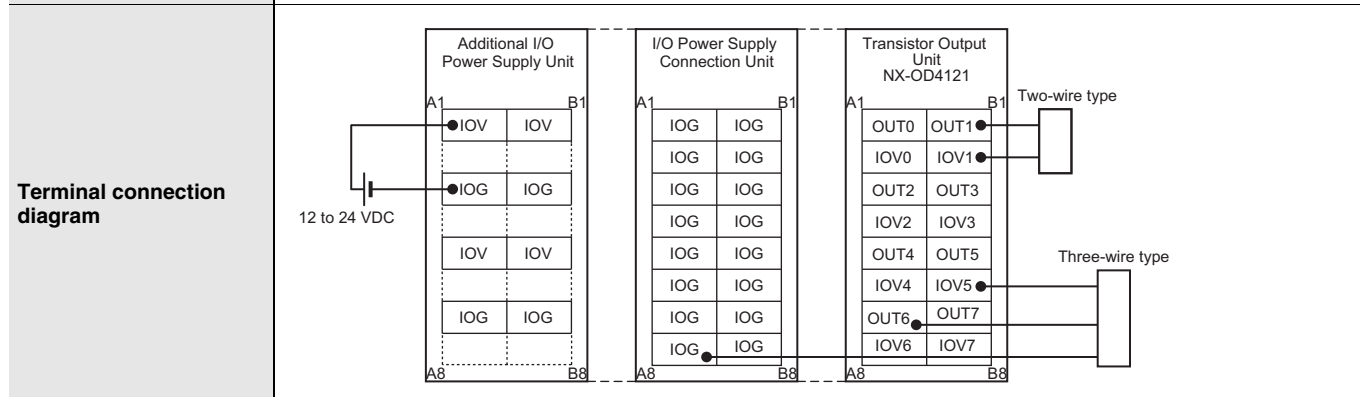 Terminal connection
diagram
Additional I/O
Power Supply Unit
A1 B1
IOV IOV
IOG IOG
IOV IOV
IOG IOG
A8 B8
12 to 24 VDC
I/O Power Supply
Connection Unit
A1 B1
IOG IOG
IOG IOG
IOG IOG
IOG IOG
IOG IOG
IOG IOG
IOG IOG
IOG IOG
A8 B8
Transistor Output
Unit
NX-OD4121
A1 B1
OUT0 OUT1
IOV0 IOV1
OUT2 OUT3
IOV2 IOV3
OUT4 OUT5
IOV4 IOV5
OUT6 OUT7
IOV6 IOV7
A8 B8
Two-wire type
Three-wire type